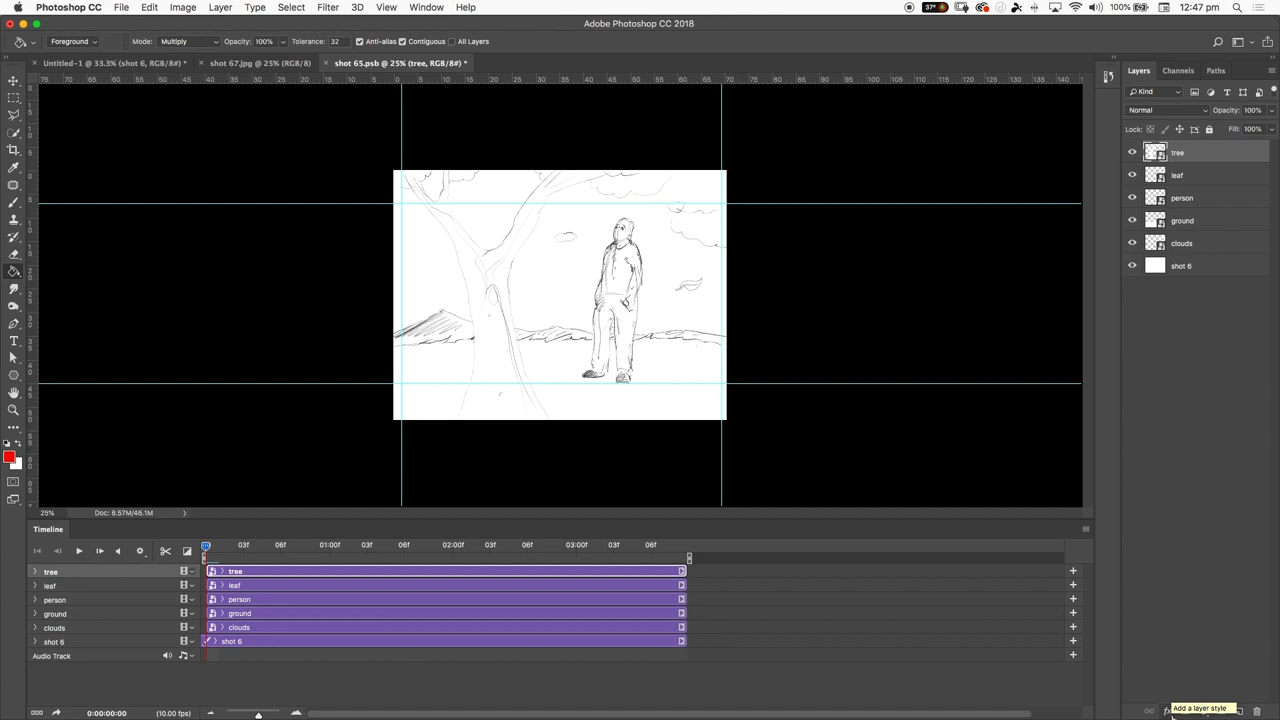 Photoshop CC File Edit Image Layer Type Select Filter 3D View Window Help 37° 100% 12:47 pm
Adobe Photoshop CC 2018
Foreground Mode: Multiply Opacity: 100% Tolerance: 32 Anti-alias Contiguous All Layers
Untitled-1 @ 33.3% (shot 6, RGB/8#) * shot 67.jpg @ 25% (RGB/8) shot 65.psb @ 25% (tree, RGB/8#) *
Layers Channels Paths
Kind
Normal Opacity: 100%
Lock: Fill: 100%
tree
leaf
person
ground
clouds
shot 6
25% Doc: 8.57M/46.1M
Timeline
03f 06f 01:00f 03f 06f 02:00f 03f 06f 03:00f 03f 06f
tree tree
leaf leaf
person person
ground ground
clouds clouds
shot 6 shot 6
Audio Track
0:00:00:00 (10.00 fps)
Add a layer style